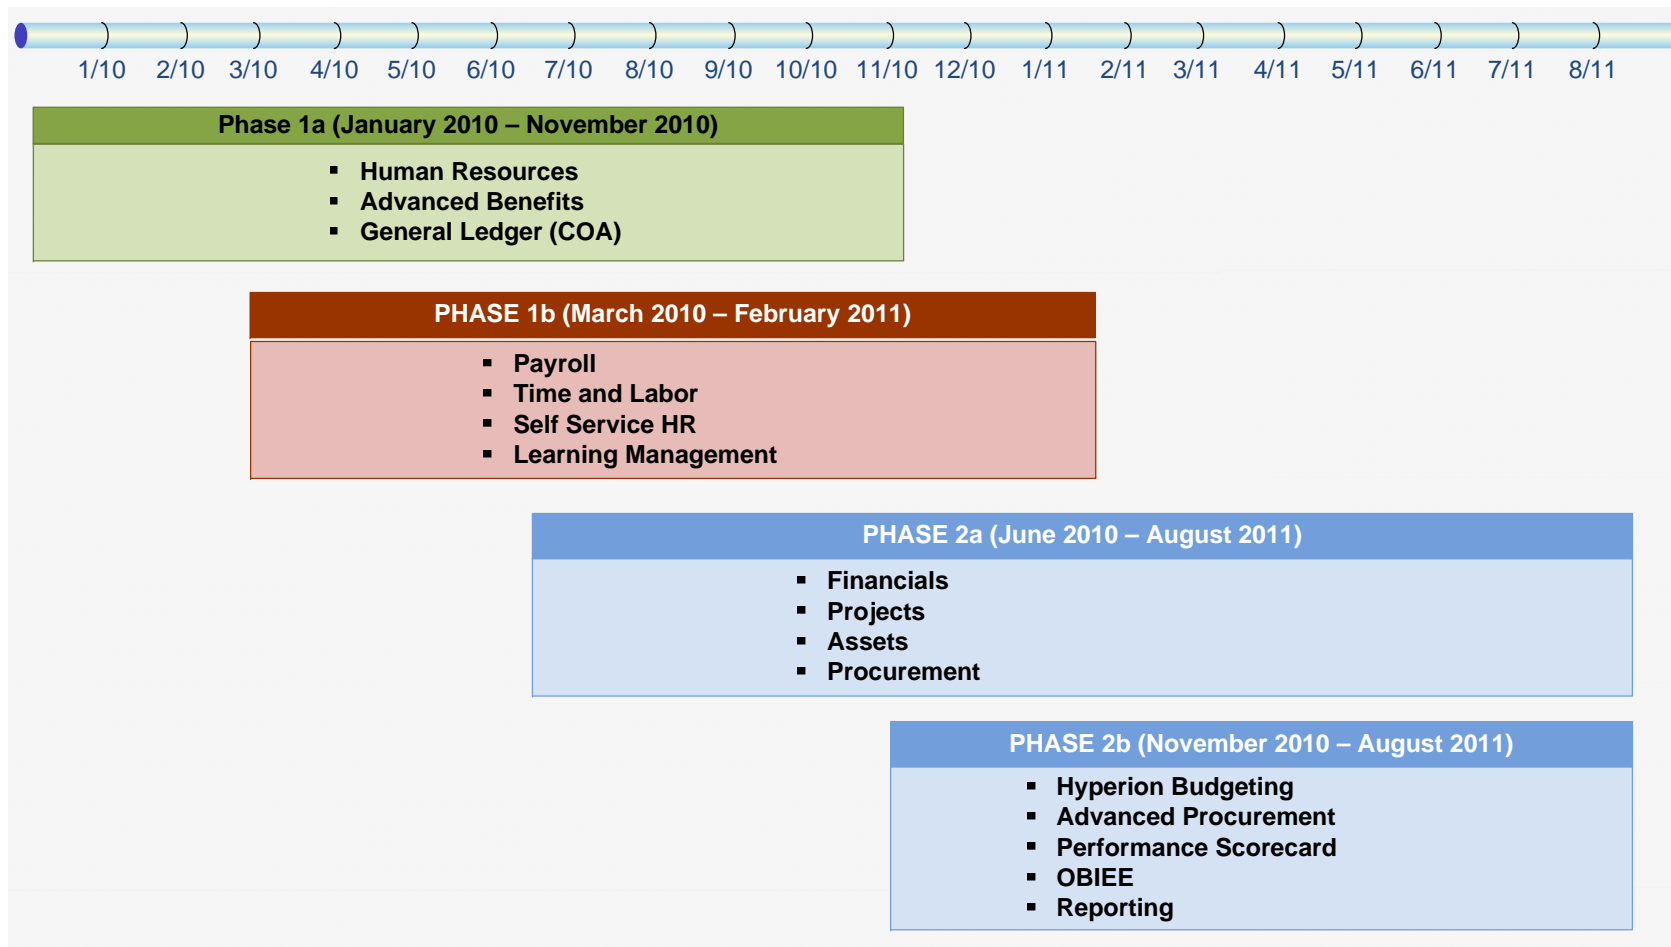 1/10 2/10 3/10 4/10 5/10 6/10 7/10 8/10 9/10 10/10 11/10 12/10 1/11 2/11 3/11 4/11 5/11 6/11 7/11 8/11
Phase 1a (January 2010 – November 2010)
▪ Human Resources
▪ Advanced Benefits
▪ General Ledger (COA)
PHASE 1b (March 2010 – February 2011)
▪ Payroll
▪ Time and Labor
▪ Self Service HR
▪ Learning Management
PHASE 2a (June 2010 – August 2011)
▪ Financials
▪ Projects
▪ Assets
▪ Procurement
PHASE 2b (November 2010 – August 2011)
▪ Hyperion Budgeting
▪ Advanced Procurement
▪ Performance Scorecard
▪ OBIEE
▪ Reporting